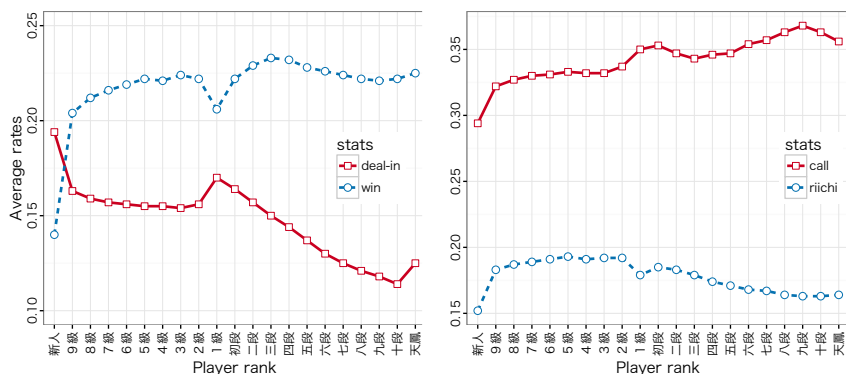 Average rates
0.25
0.20
0.15
0.10
stats
deal-in
win
新人
9級
8級
7級
6級
5級
4級
3級
2級
1級
初段
二段
三段
四段
五段
六段
七段
八段
九段
十段
天鳳
Player rank
0.35
0.30
0.25
0.20
0.15
stats
call
riichi
新人
9級
8級
7級
6級
5級
4級
3級
2級
1級
初段
二段
三段
四段
五段
六段
七段
八段
九段
十段
天鳳
Player rank